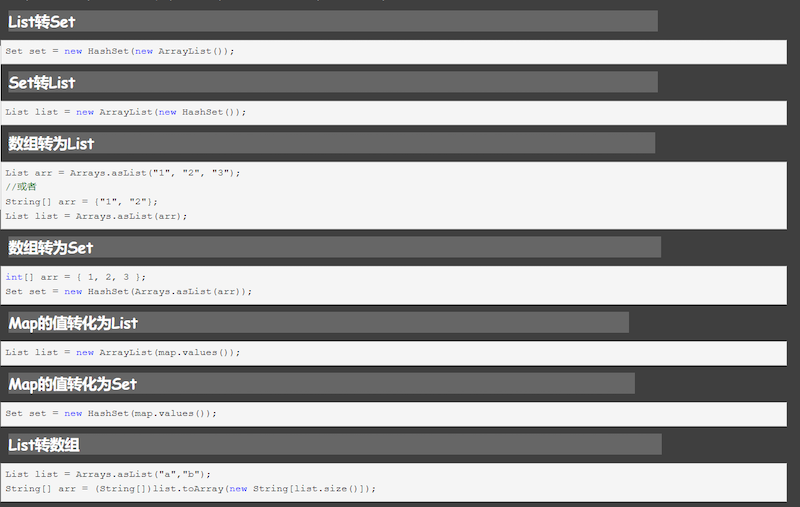 List转Set
Set set = new HashSet(new ArrayList());
Set转List
List list = new ArrayList(new HashSet());
数组转为List
List arr = Arrays.asList("1", "2", "3");
//或者
String[] arr = {"1", "2"};
List list = Arrays.asList(arr);
数组转为Set
int[] arr = { 1, 2, 3 };
Set set = new HashSet(Arrays.asList(arr));
Map的值转化为List
List list = new ArrayList(map.values());
Map的值转化为Set
Set set = new HashSet(map.values());
List转数组
List list = Arrays.asList("a","b");
String[] arr = (String[])list.toArray(new String[list.size()]);